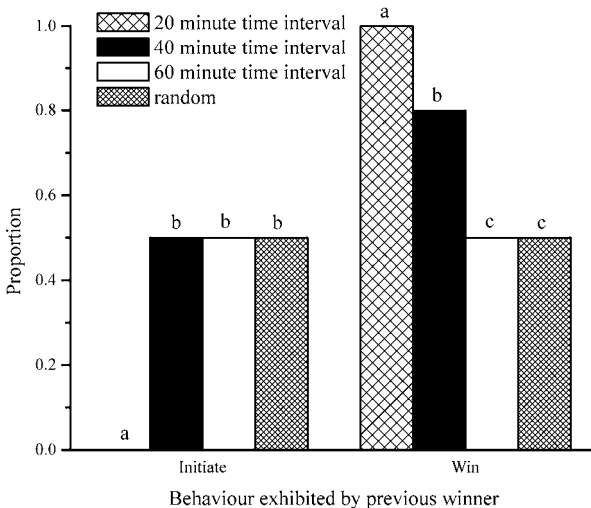 20 minute time interval
40 minute time interval
60 minute time interval
random
Proportion
1.0
0.8
0.6
0.4
0.2
0.0
a
b
b
b
a
b
c
c
Initiate
Win
Behaviour exhibited by previous winner